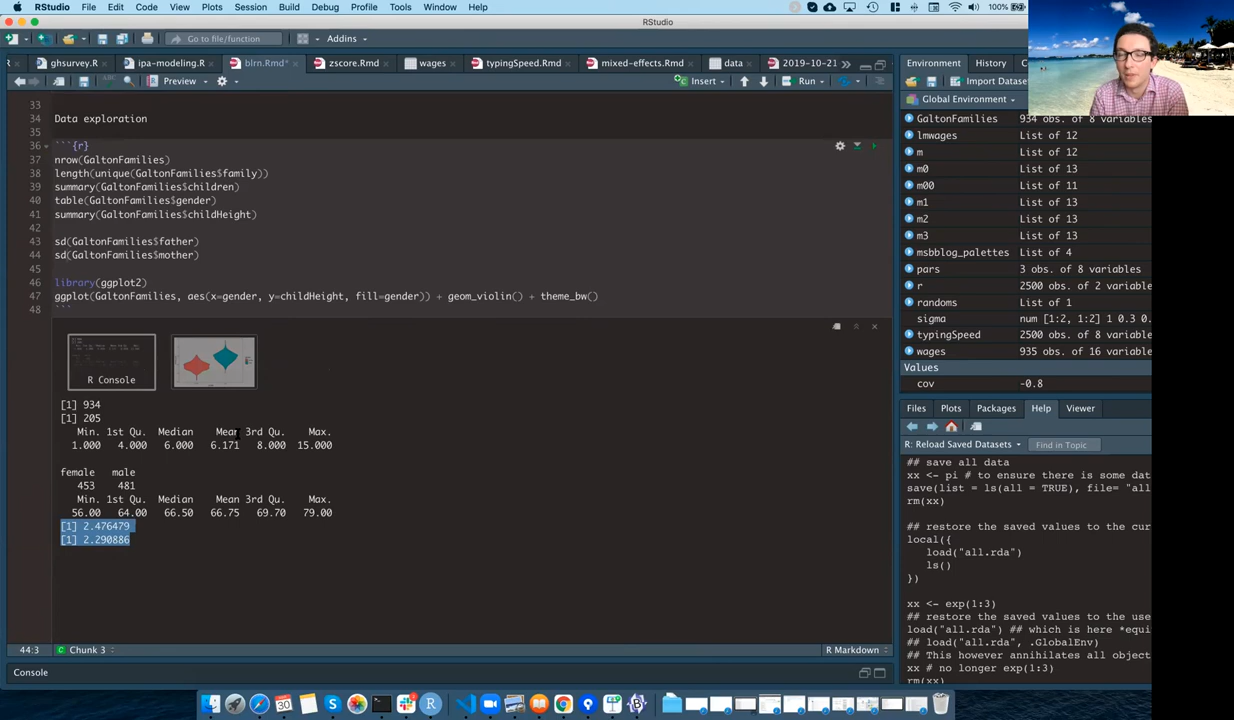 RStudio File Edit Code View Plots Session Build Debug Profile Tools Window Help 100%
RStudio
Go to file/function Addins
ghsurvey.R ipa-modeling.R blrn.Rmd* zscore.Rmd wages typingSpeed.Rmd mixed-effects.Rmd data 2019-10-21
Preview Insert Run
33
34 Data exploration
35
36 ```{r}
37 nrow(GaltonFamilies)
38 length(unique(GaltonFamilies$family))
39 summary(GaltonFamilies$children)
40 table(GaltonFamilies$gender)
41 summary(GaltonFamilies$childHeight)
42
43 sd(GaltonFamilies$father)
44 sd(GaltonFamilies$mother)
45
46 library(ggplot2)
47 ggplot(GaltonFamilies, aes(x=gender, y=childHeight, fill=gender)) + geom_violin() + theme_bw()
48 ```
R Console
[1] 934
[1] 205
Min. 1st Qu. Median Mean 3rd Qu. Max.
1.000 4.000 6.000 6.171 8.000 15.000
female male
453 481
Min. 1st Qu. Median Mean 3rd Qu. Max.
56.00 64.00 66.50 66.75 69.70 79.00
[1] 2.476479
[1] 2.290886
44:3 Chunk 3 R Markdown
Console
Environment History
Import Datase
Global Environment
GaltonFamilies 934 obs. of 8 variables
lmwages List of 12
m List of 12
m0 List of 13
m00 List of 11
m1 List of 13
m2 List of 13
m3 List of 13
msbblog_palettes List of 4
pars 3 obs. of 8 variables
r 2500 obs. of 2 variab
randoms List of 1
sigma num [1:2, 1:2] 1 0.3 0.
typingSpeed 2500 obs. of 8 variab
wages 935 obs. of 16 variable
Values
cov -0.8
Files Plots Packages Help Viewer
R: Reload Saved Datasets Find in Topic
## save all data
xx <- pi # to ensure there is some dat
save(list = ls(all = TRUE), file= "all
rm(xx)
## restore the saved values to the cur
local({
load("all.rda")
ls()
})
xx <- exp(1:3)
## restore the saved values to the use
load("all.rda") ## which is here *equi
## load("all.rda", .GlobalEnv)
## This however annihilates all object
xx # no longer exp(1:3)
rm(xx)
30